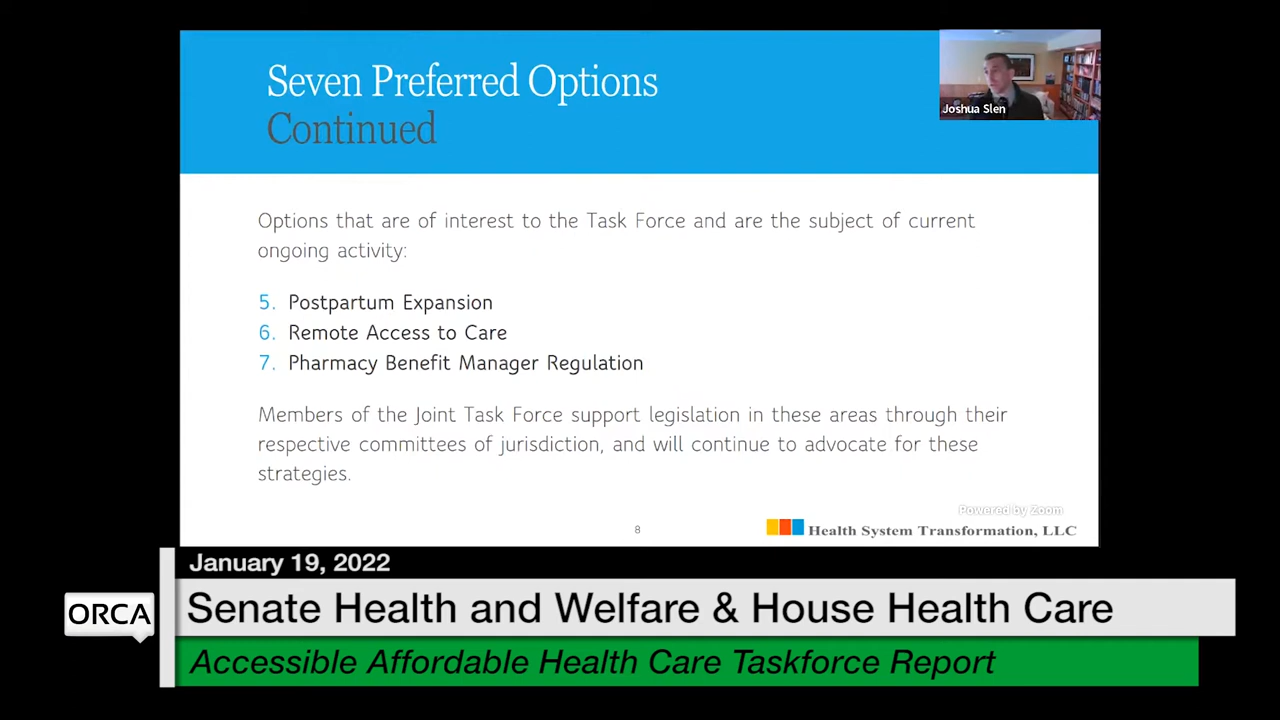 Seven Preferred Options
Continued
Joshua Slen
Options that are of interest to the Task Force and are the subject of current
ongoing activity:
5. Postpartum Expansion
6. Remote Access to Care
7. Pharmacy Benefit Manager Regulation
Members of the Joint Task Force support legislation in these areas through their
respective committees of jurisdiction, and will continue to advocate for these
strategies.
Powered by Zoom
8
Health System Transformation, LLC
January 19, 2022
ORCA
Senate Health and Welfare & House Health Care
Accessible Affordable Health Care Taskforce Report